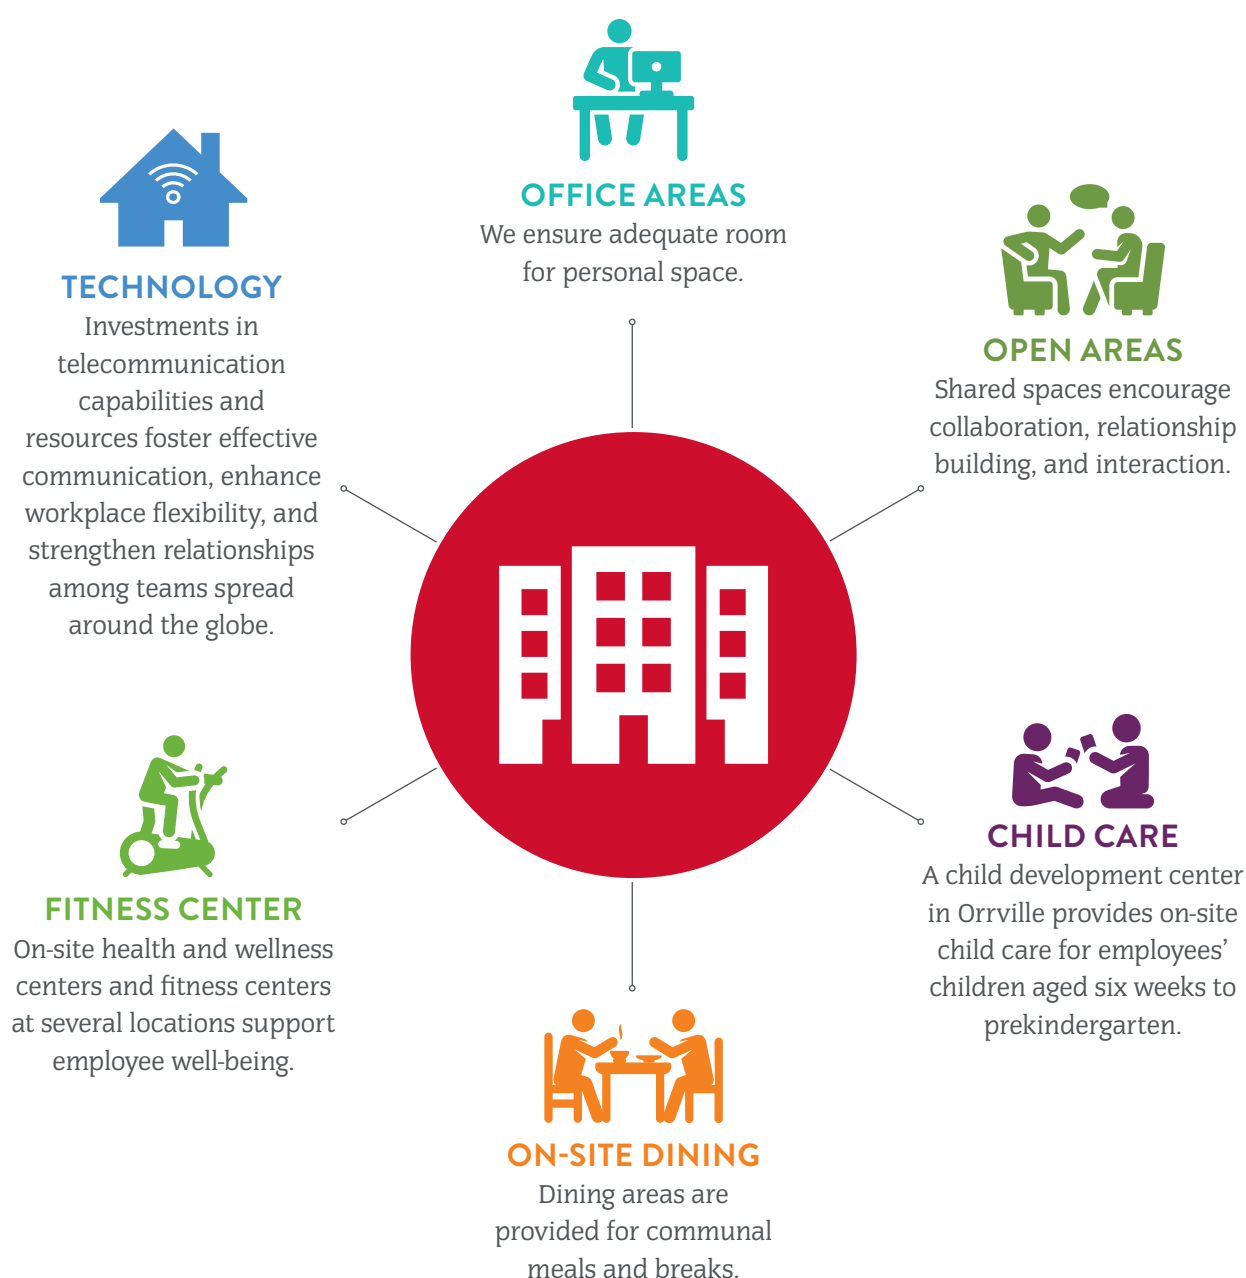 OFFICE AREAS
We ensure adequate room
for personal space.
TECHNOLOGY
Investments in
telecommunication
capabilities and
resources foster effective
communication, enhance
workplace flexibility, and
strengthen relationships
among teams spread
around the globe.
OPEN AREAS
Shared spaces encourage
collaboration, relationship
building, and interaction.
FITNESS CENTER
On-site health and wellness
centers and fitness centers
at several locations support
employee well-being.
CHILD CARE
A child development center
in Orrville provides on-site
child care for employees’
children aged six weeks to
prekindergarten.
ON-SITE DINING
Dining areas are
provided for communal
meals and breaks.